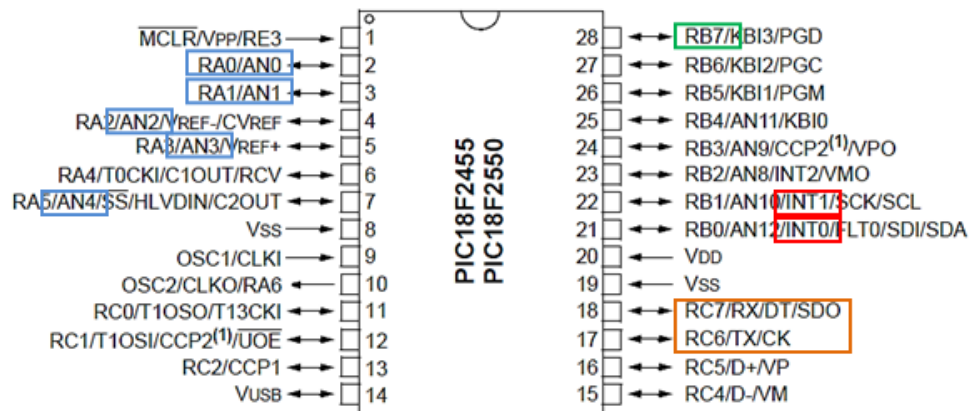 MCLR/VPP/RE3 1
RA0/AN0 2
RA1/AN1 3
RA2/AN2/VREF-/CVREF 4
RA3/AN3/VREF+ 5
RA4/T0CKI/C1OUT/RCV 6
RA5/AN4/SS/HLVDIN/C2OUT 7
VSS 8
OSC1/CLKI 9
OSC2/CLKO/RA6 10
RC0/T1OSO/T13CKI 11
RC1/T1OSI/CCP2(1)/UOE 12
RC2/CCP1 13
VUSB 14
PIC18F2455
PIC18F2550
28 RB7/KBI3/PGD
27 RB6/KBI2/PGC
26 RB5/KBI1/PGM
25 RB4/AN11/KBI0
24 RB3/AN9/CCP2(1)/VPO
23 RB2/AN8/INT2/VMO
22 RB1/AN10/INT1/SCK/SCL
21 RB0/AN12/INT0/FLT0/SDI/SDA
20 VDD
19 VSS
18 RC7/RX/DT/SDO
17 RC6/TX/CK
16 RC5/D+/VP
15 RC4/D-/VM